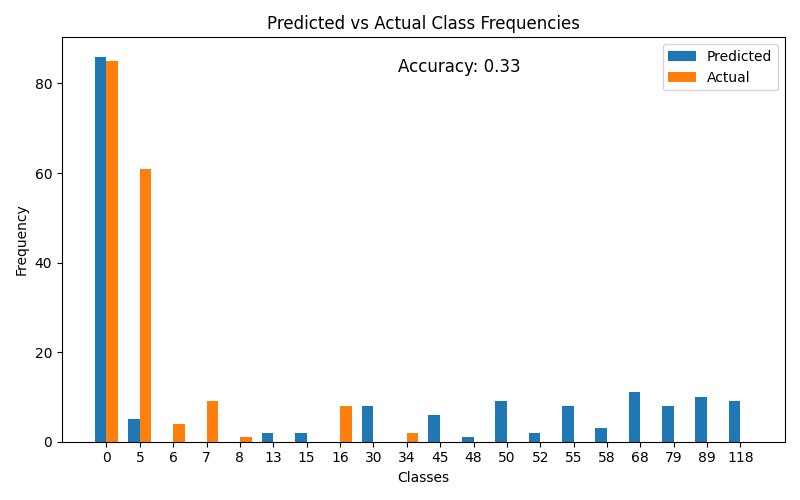 Predicted vs Actual Class Frequencies
Accuracy: 0.33
Predicted
Actual
Frequency
80
60
40
20
0
0 5 6 7 8 13 15 16 30 34 45 48 50 52 55 58 68 79 89 118
Classes